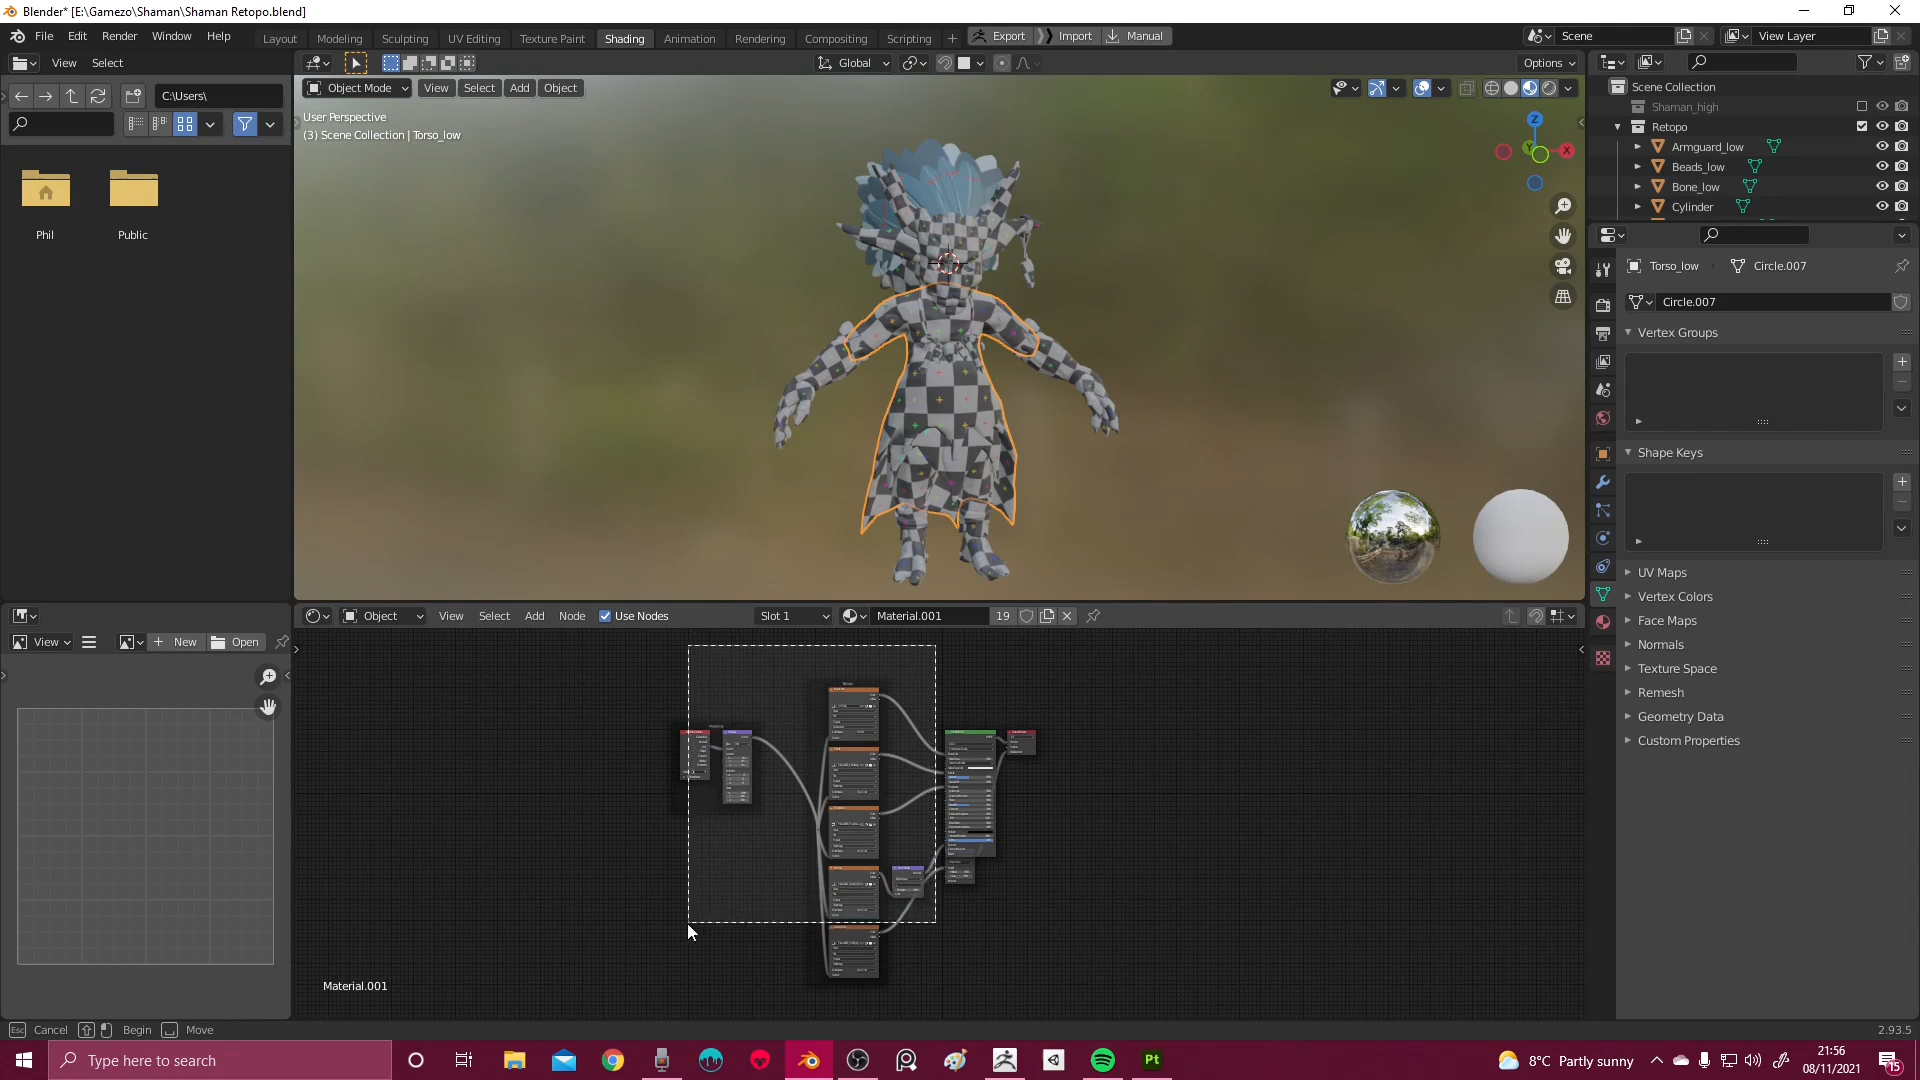 Blender* [E:\Gamezo\Shaman\Shaman Retopo.blend]
File Edit Render Window Help Layout Modeling Sculpting UV Editing Texture Paint Shading Animation Rendering Compositing Scripting + Export Import Manual Scene View Layer
View Select Global Options
C:\Users\
Object Mode View Select Add Object
User Perspective
(3) Scene Collection | Torso_low
Phil Public
Z
X
Y
Scene Collection
Shaman_high
Retopo
Armguard_low
Beads_low
Bone_low
Cylinder
Torso_low Circle.007
Circle.007
Vertex Groups
Shape Keys
UV Maps
Vertex Colors
Face Maps
Normals
Texture Space
Remesh
Geometry Data
Custom Properties
View New Open
Object View Select Add Node Use Nodes Slot 1 Material.001 19
Material.001
Esc Cancel Begin Move 2.93.5
Type here to search
Pt
8°C Partly sunny
21:56
08/11/2021
15